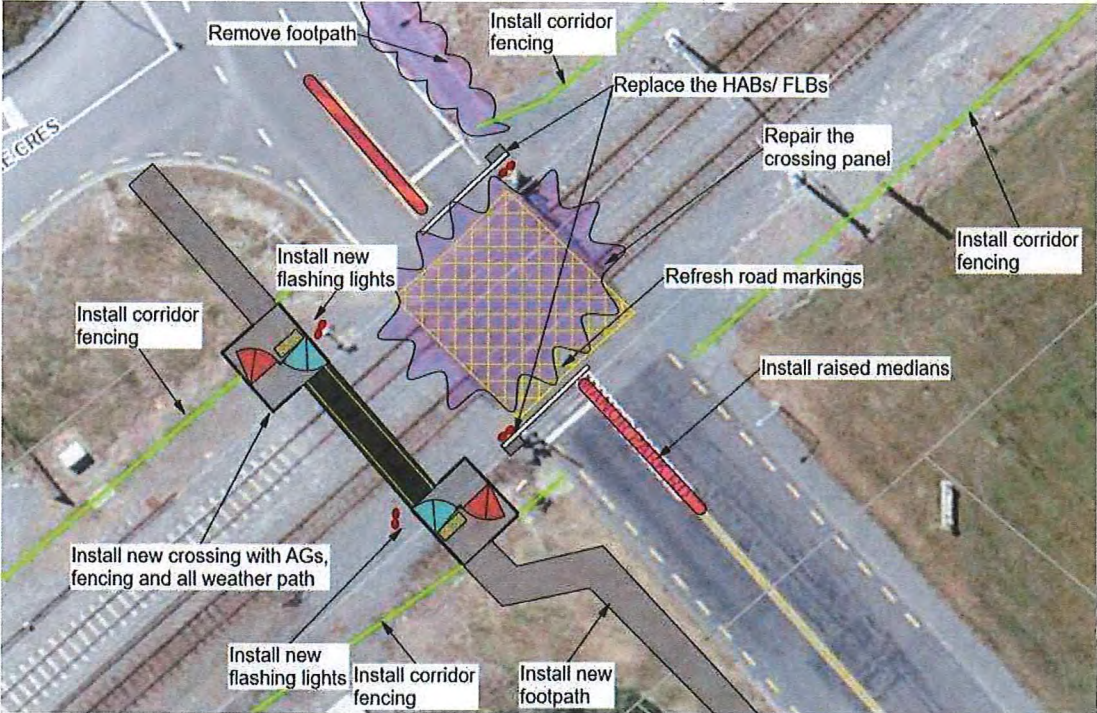 Remove footpath
Install corridor
fencing
Replace the HABs/ FLBs
Repair the
crossing panel
E CRES
Install new
flashing lights
Install corridor
fencing
Refresh road markings
Install corridor
fencing
Install raised medians
Install new crossing with AGs,
fencing and all weather path
Install new
flashing lights
Install corridor
fencing
Install new
footpath